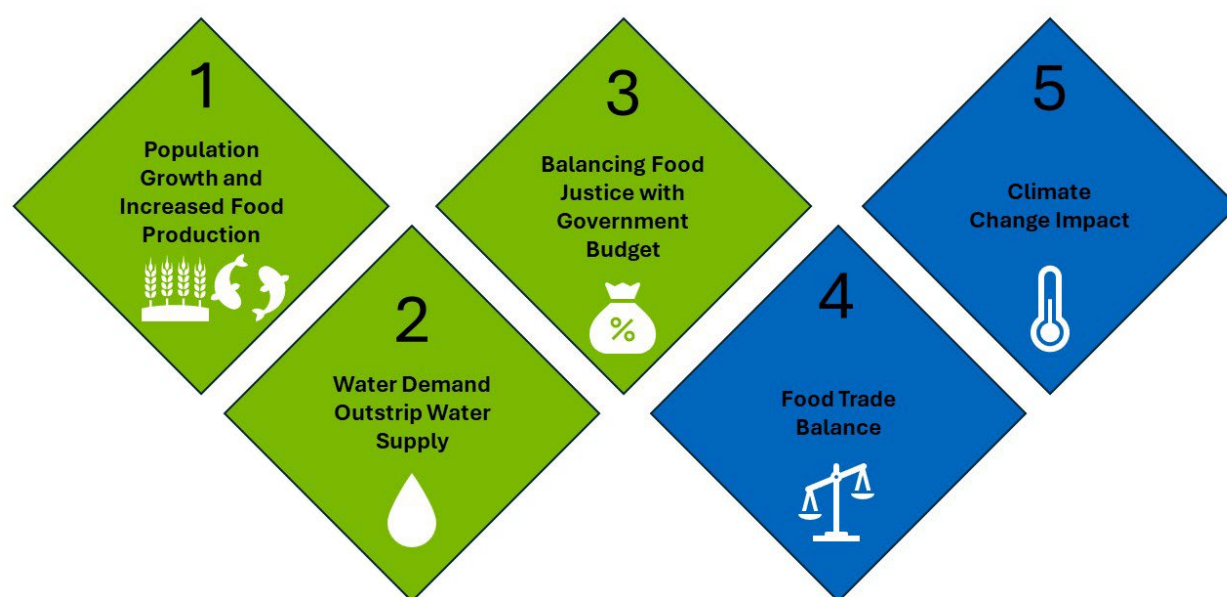 1
Population
Growth and
Increased Food
Production
2
Water Demand
Outstrip Water
Supply
3
Balancing Food
Justice with
Government
Budget
%
4
Food Trade
Balance
5
Climate
Change Impact